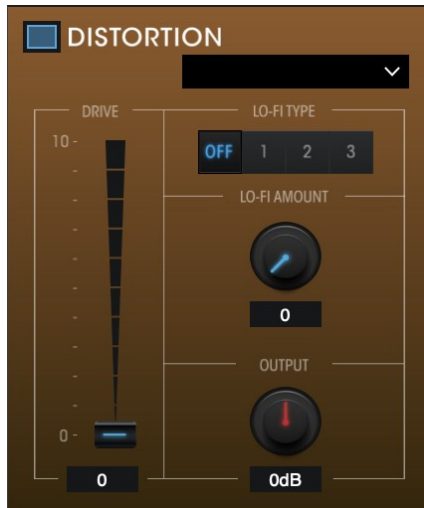 DISTORTION
DRIVE
10 -
0 -
0
LO-FI TYPE
OFF 1 2 3
LO-FI AMOUNT
0
OUTPUT
0dB